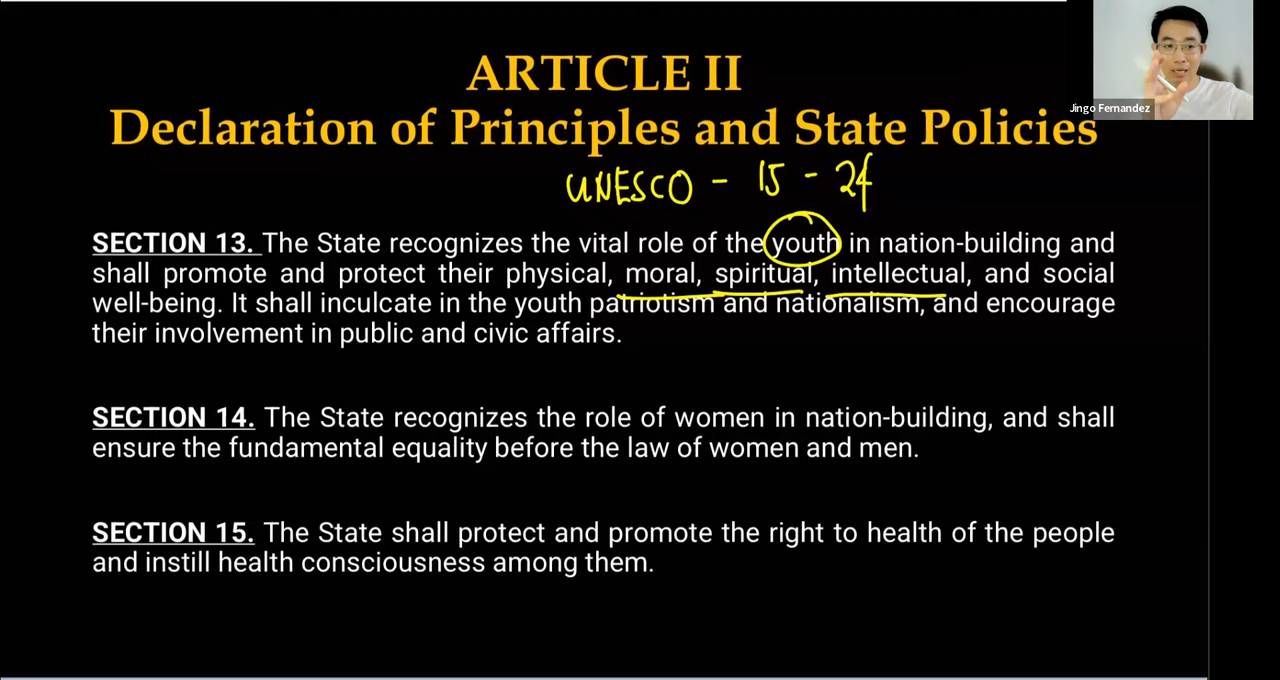 ARTICLE II
Jingo Fernandez
Declaration of Principles and State Policies
UNESCO - 15 - 24
SECTION 13. The State recognizes the vital role of the youth in nation-building and
shall promote and protect their physical, moral, spiritual, intellectual, and social
well-being. It shall inculcate in the youth patriotism and nationalism, and encourage
their involvement in public and civic affairs.
SECTION 14. The State recognizes the role of women in nation-building, and shall
ensure the fundamental equality before the law of women and men.
SECTION 15. The State shall protect and promote the right to health of the people
and instill health consciousness among them.